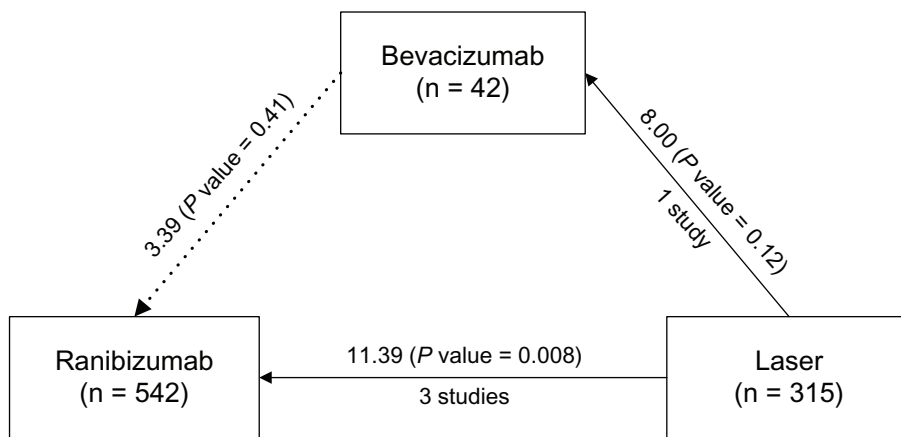 Bevacizumab
(n = 42)
3.39 (P value = 0.41)
8.00 (P value = 0.12)
1 study
Ranibizumab
(n = 542)
11.39 (P value = 0.008)
3 studies
Laser
(n = 315)